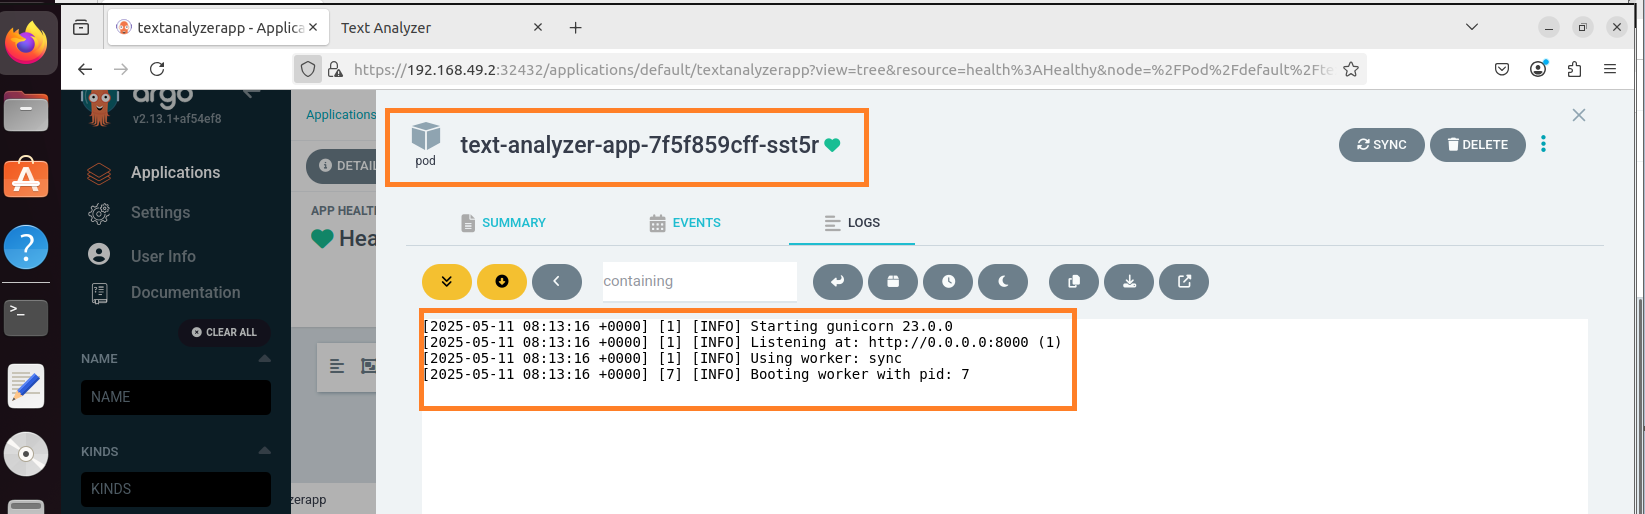 textanalyzerapp - Applica
Text Analyzer
https://192.168.49.2:32432/applications/default/textanalyzerapp?view=tree&resource=health%3AHealthy&node=%2FPod%2Fdefault%2Fte
argo
v2.13.1+af54ef8
Applications
Settings
User Info
Documentation
CLEAR ALL
NAME
NAME
KINDS
KINDS
Applications
DETAIL
APP HEALTH
Hea
zerapp
pod
text-analyzer-app-7f5f859cff-sst5r
SYNC
DELETE
SUMMARY
EVENTS
LOGS
containing
[2025-05-11 08:13:16 +0000] [1] [INFO] Starting gunicorn 23.0.0
[2025-05-11 08:13:16 +0000] [1] [INFO] Listening at: http://0.0.0.0:8000 (1)
[2025-05-11 08:13:16 +0000] [1] [INFO] Using worker: sync
[2025-05-11 08:13:16 +0000] [7] [INFO] Booting worker with pid: 7